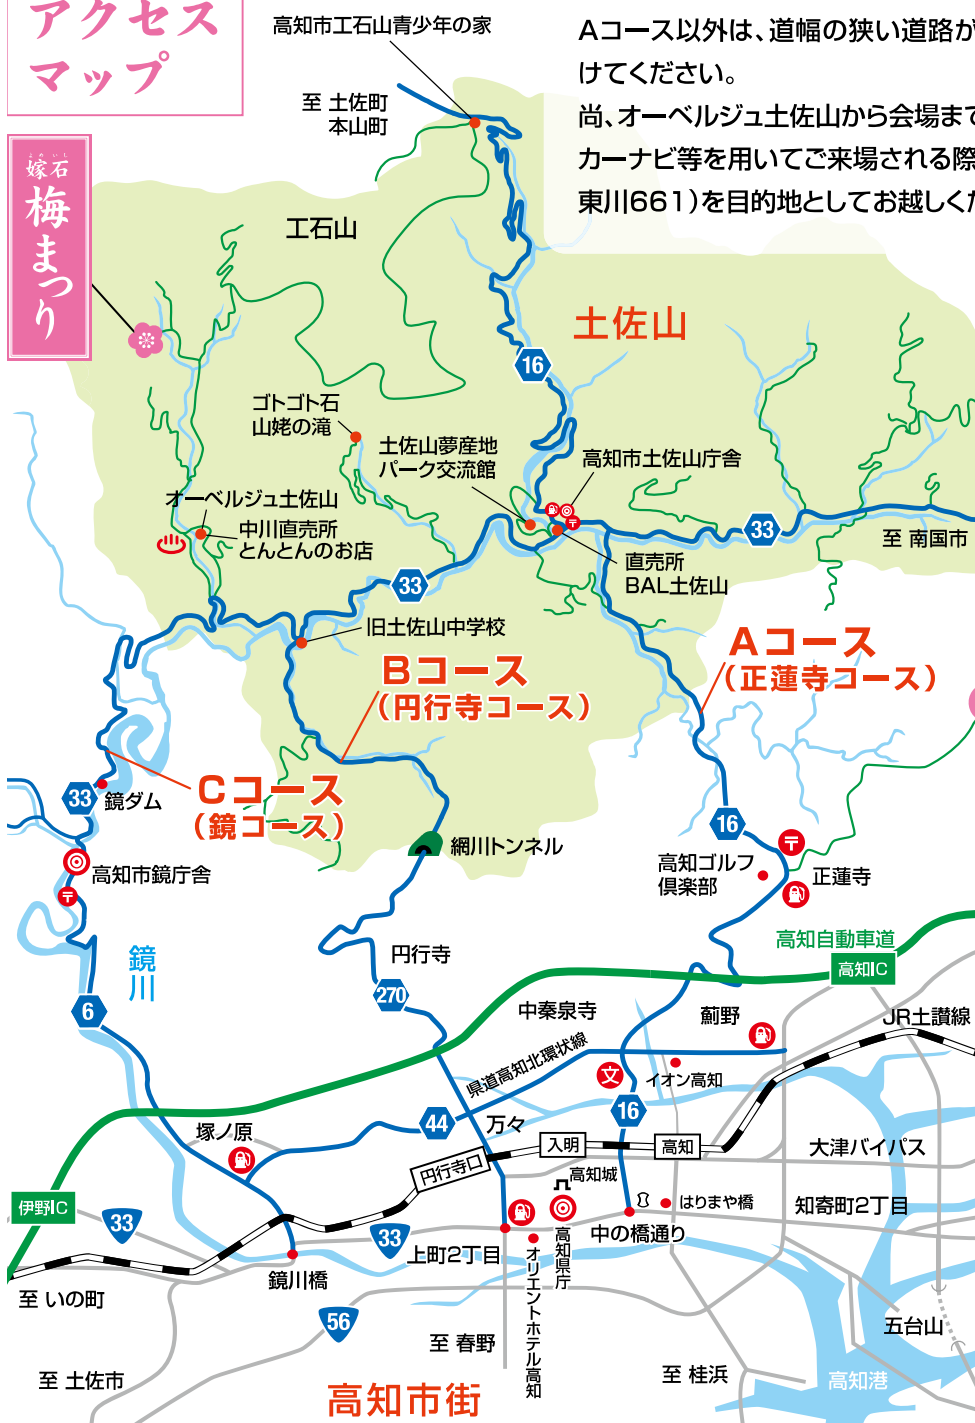 アクセス
マップ
嫁石
よめいし
梅まつり
Aコース以外は、道幅の狭い道路が
けてください。
尚、オーベルジュ土佐山から会場まで
カーナビ等を用いてご来場される際
東川661)を目的地としてお越しくだ
高知市工石山青少年の家
至 土佐町
本山町
工石山
土佐山
16
ゴトゴト石
山姥の滝
土佐山夢産地
パーク交流館
高知市土佐山庁舎
オーベルジュ土佐山
中川直売所
とんとんのお店
33
至 南国市
直売所
BAL土佐山
33
旧土佐山中学校
Aコース
(正蓮寺コース)
Bコース
(円行寺コース)
Cコース
(鏡コース)
33
鏡ダム
高知市鏡庁舎
網川トンネル
16
高知ゴルフ
倶楽部
正蓮寺
鏡川
円行寺
高知自動車道
高知IC
270
6
中秦泉寺
薊野
JR土讃線
県道高知北環状線
文
イオン高知
16
44
万々
塚ノ原
円行寺口
入明
高知
大津バイパス
高知城
はりまや橋
知寄町2丁目
伊野IC
33
33
上町2丁目
中の橋通り
高知県庁
オリエントホテル高知
鏡川橋
至 いの町
56
至 春野
五台山
至 土佐市
至 桂浜
高知港
高知市街